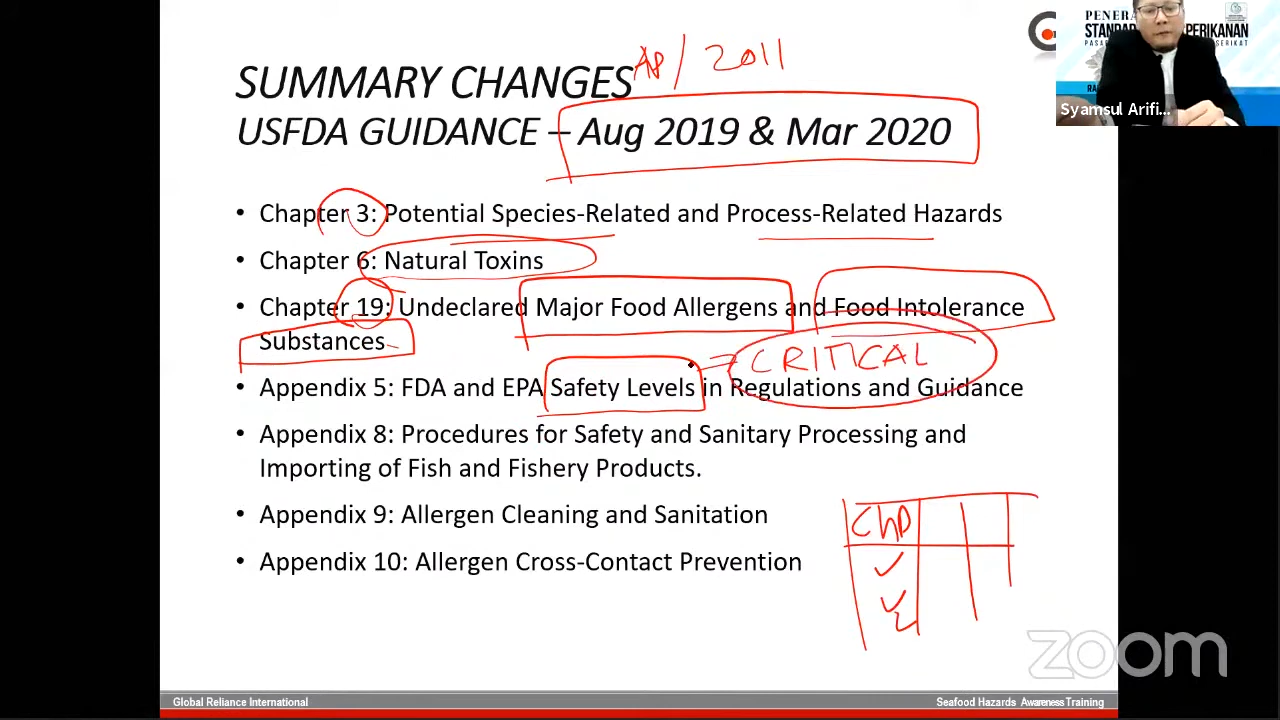 SUMMARY CHANGES
/ 2011
USFDA GUIDANCE – Aug 2019 & Mar 2020
• Chapter 3: Potential Species-Related and Process-Related Hazards
• Chapter 6: Natural Toxins
• Chapter 19: Undeclared Major Food Allergens and Food Intolerance
Substances
⇒ CRITICAL
• Appendix 5: FDA and EPA Safety Levels in Regulations and Guidance
• Appendix 8: Procedures for Safety and Sanitary Processing and
Importing of Fish and Fishery Products.
• Appendix 9: Allergen Cleaning and Sanitation
• Appendix 10: Allergen Cross-Contact Prevention
STANDA
PERIKANAN
Syamsul Arifi...
zoom
Global Reliance International
Seafood Hazards Awareness Training